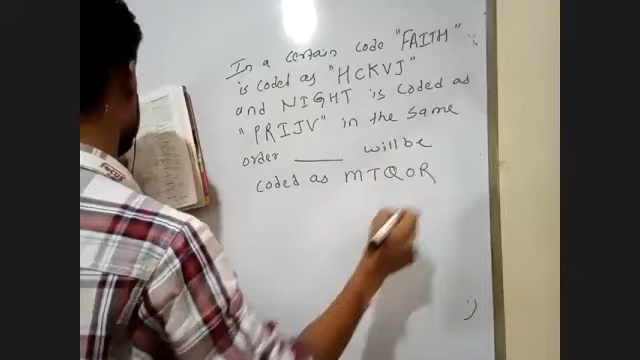 In a certain code "FAITH"
is coded as "HCKVJ"
and NIGHT is coded as
"PRIJV" in the same
order ____ will be
coded as MTQOR
FOCUS